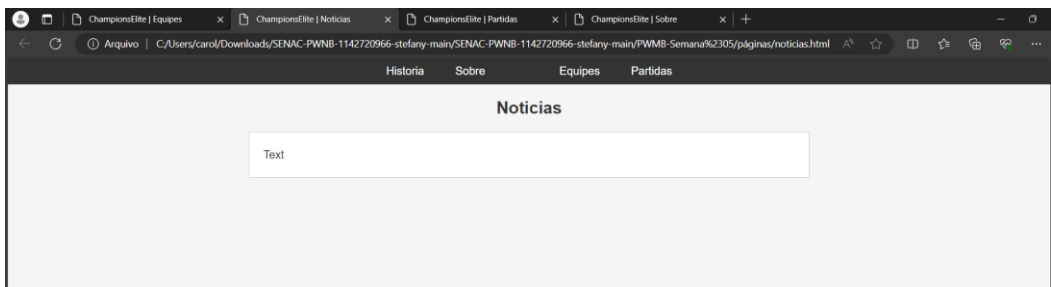 ChampionsElite | Equipes
ChampionsElite | Noticias
ChampionsElite | Partidas
ChampionsElite | Sobre
Arquivo | C:/Users/carol/Downloads/SENAC-PWNB-1142720966-stefany-main/SENAC-PWNB-1142720966-stefany-main/PWMB-Semana%2305/páginas/noticias.html
Historia Sobre Equipes Partidas
Noticias
Text